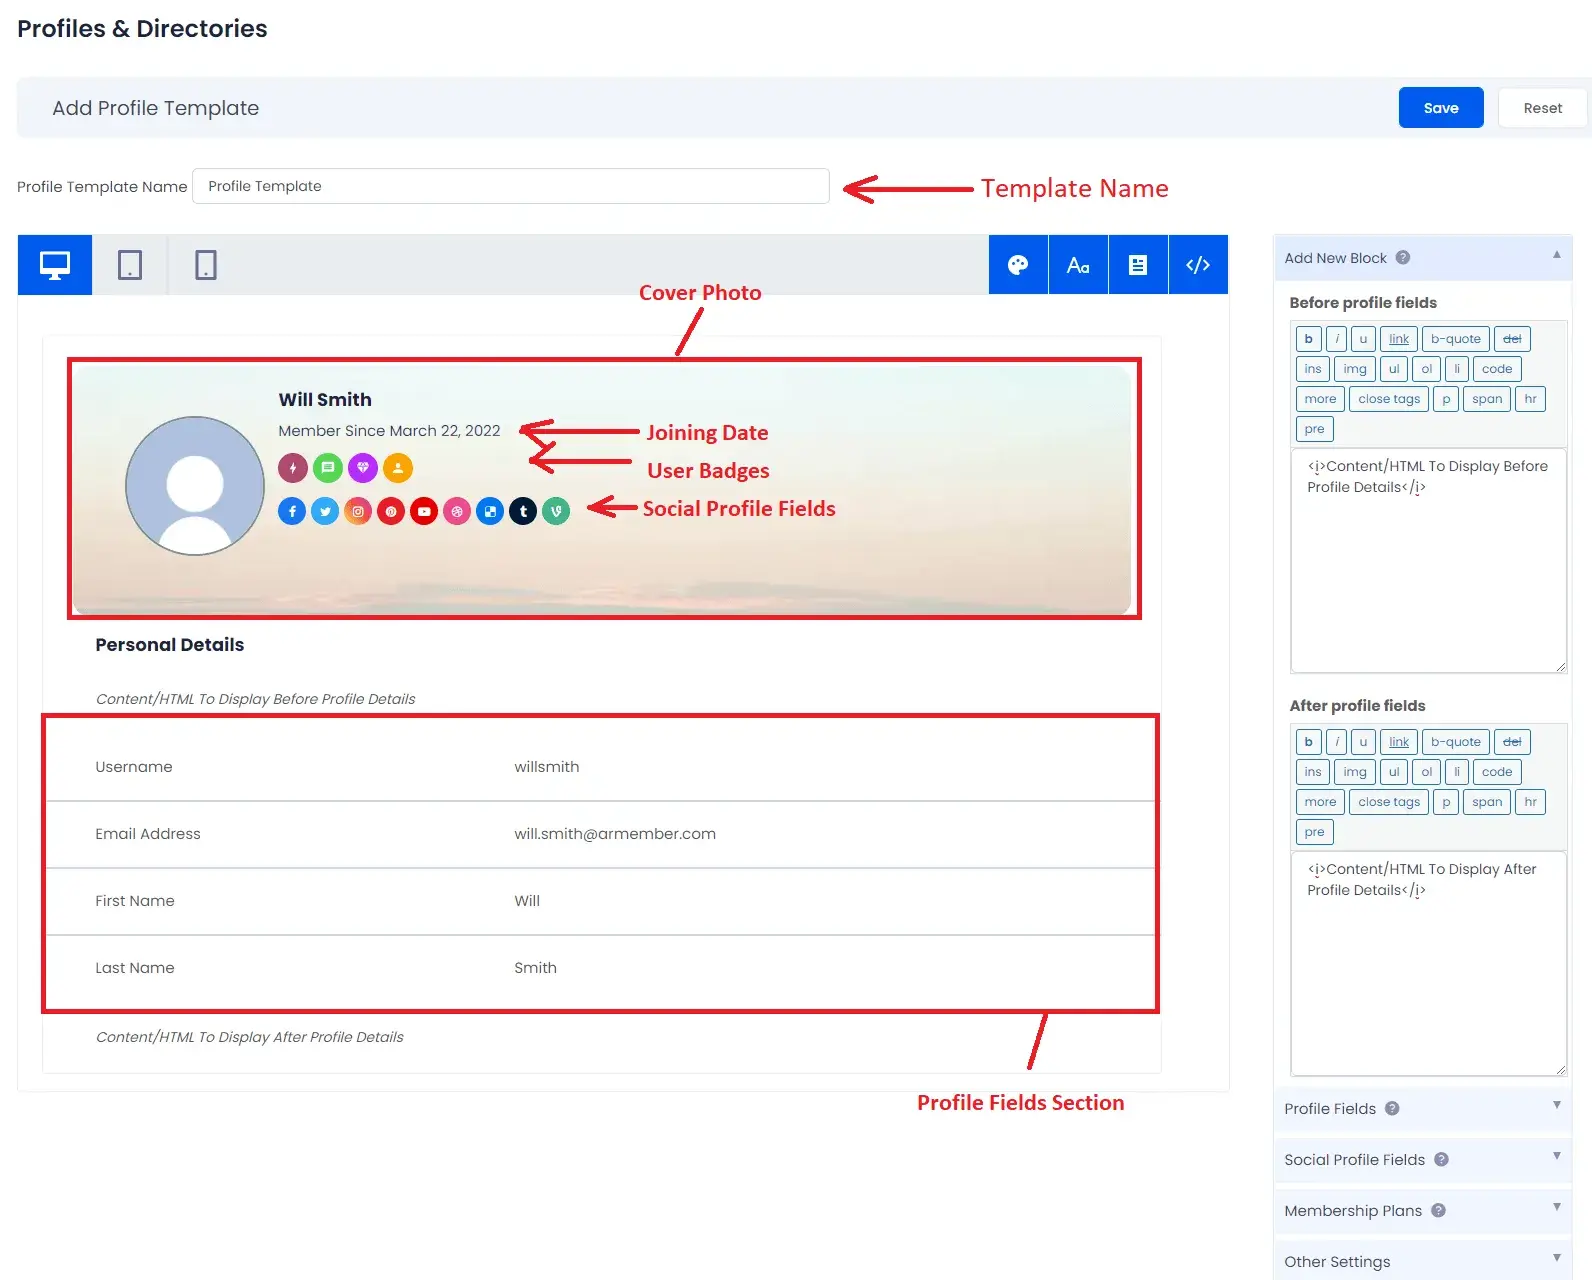 Profiles & Directories
Add Profile Template
Save
Reset
Profile Template Name
Profile Template
Template Name
Aa
</>
Cover Photo
Will Smith
Member Since March 22, 2022
Joining Date
User Badges
Social Profile Fields
Personal Details
Content/HTML To Display Before Profile Details
Username willsmith
Email Address will.smith@armember.com
First Name Will
Last Name Smith
Content/HTML To Display After Profile Details
Profile Fields Section
Add New Block ?
Before profile fields
b i u link b-quote del
ins img ul ol li code
more close tags p span hr
pre
<i>Content/HTML To Display Before
Profile Details</i>
After profile fields
b i u link b-quote del
ins img ul ol li code
more close tags p span hr
pre
<i>Content/HTML To Display After
Profile Details</i>
Profile Fields ?
Social Profile Fields ?
Membership Plans ?
Other Settings